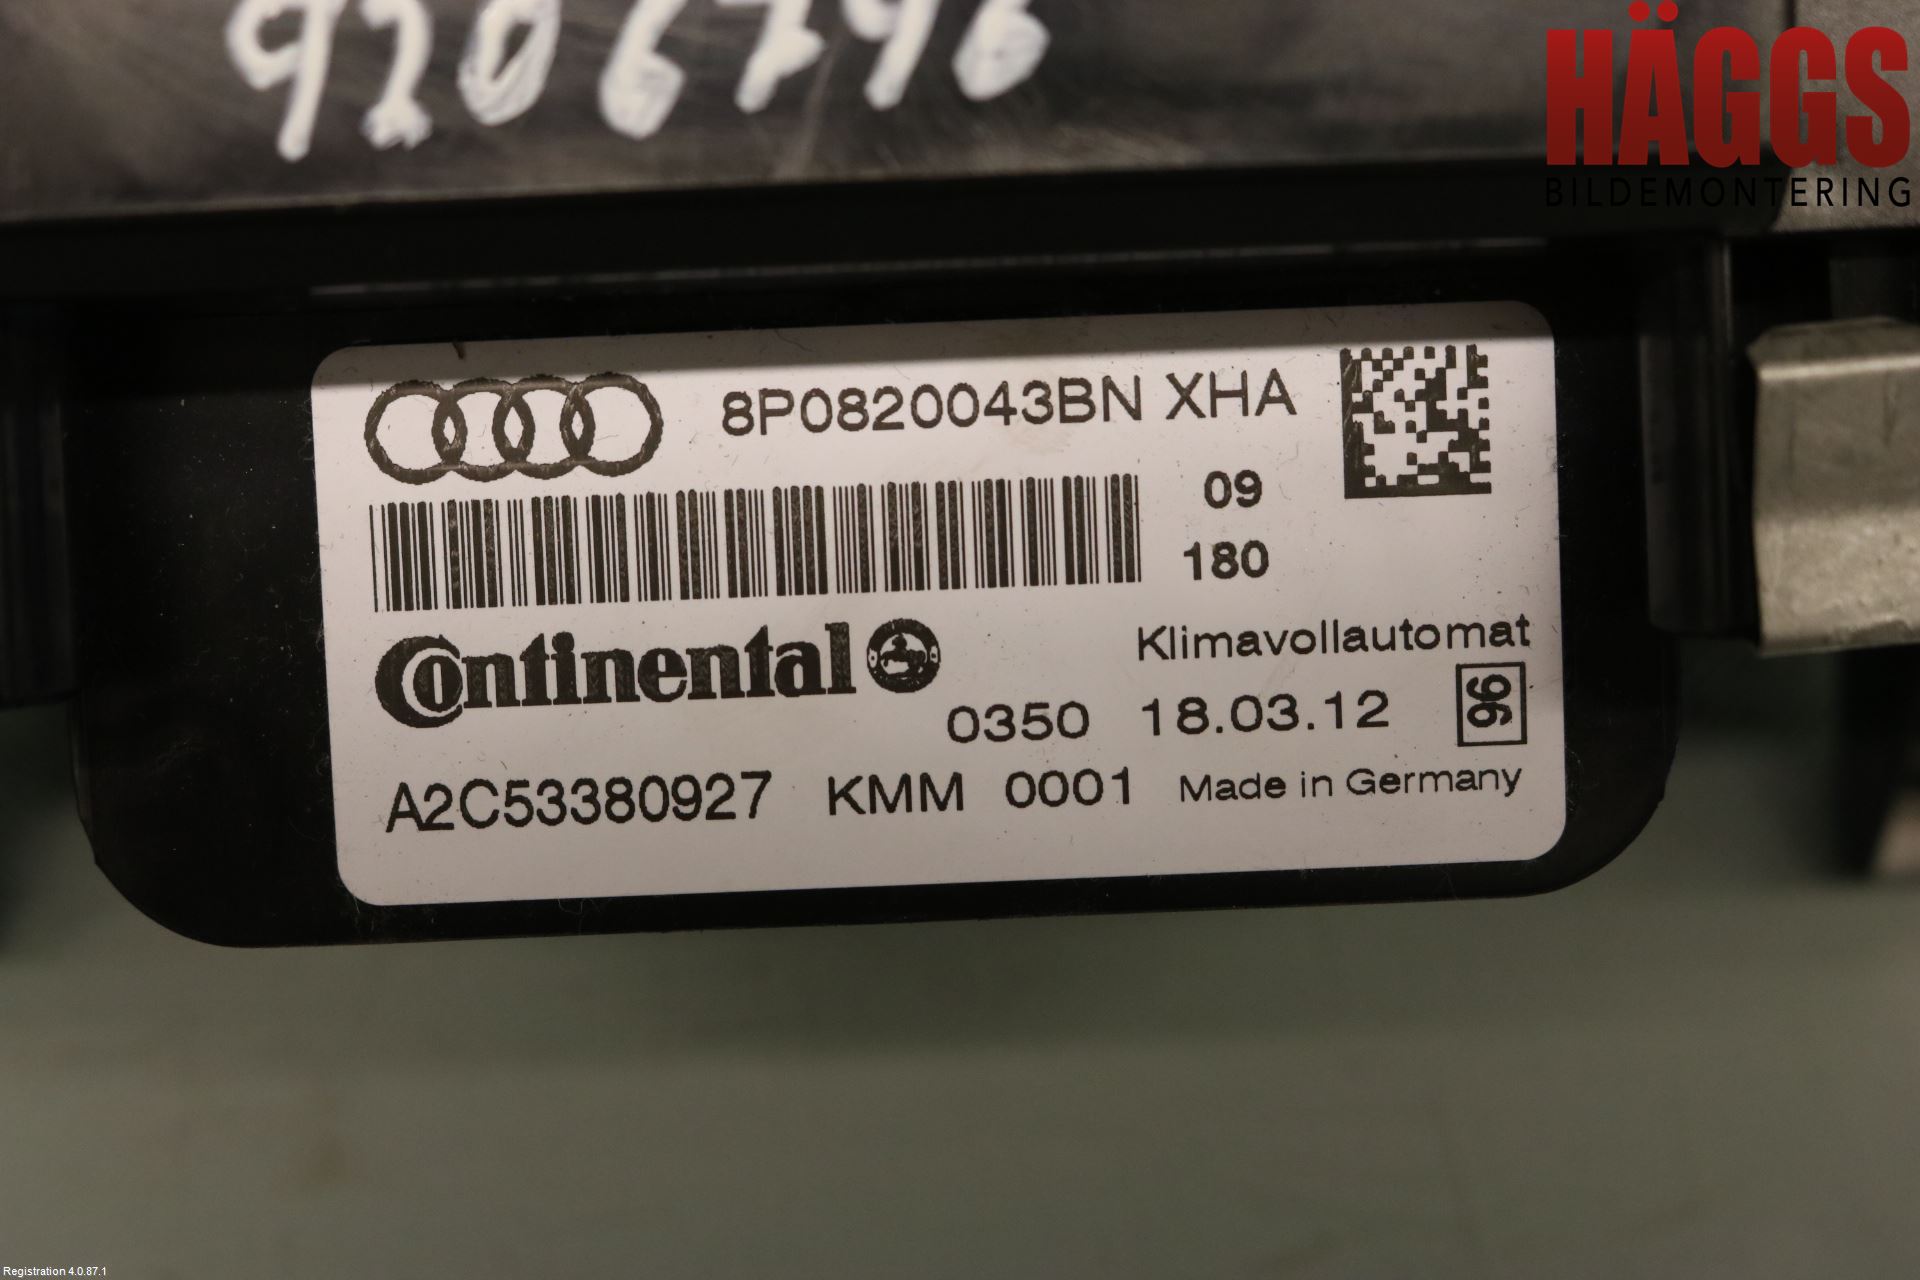 HÄGGS
BILDEMONTERING
8P0820043BN XHA
09
180
Continental
Klimavollautomat
0350 18.03.12 96
A2C53380927 KMM 0001 Made in Germany
Registration 4.0.87.1